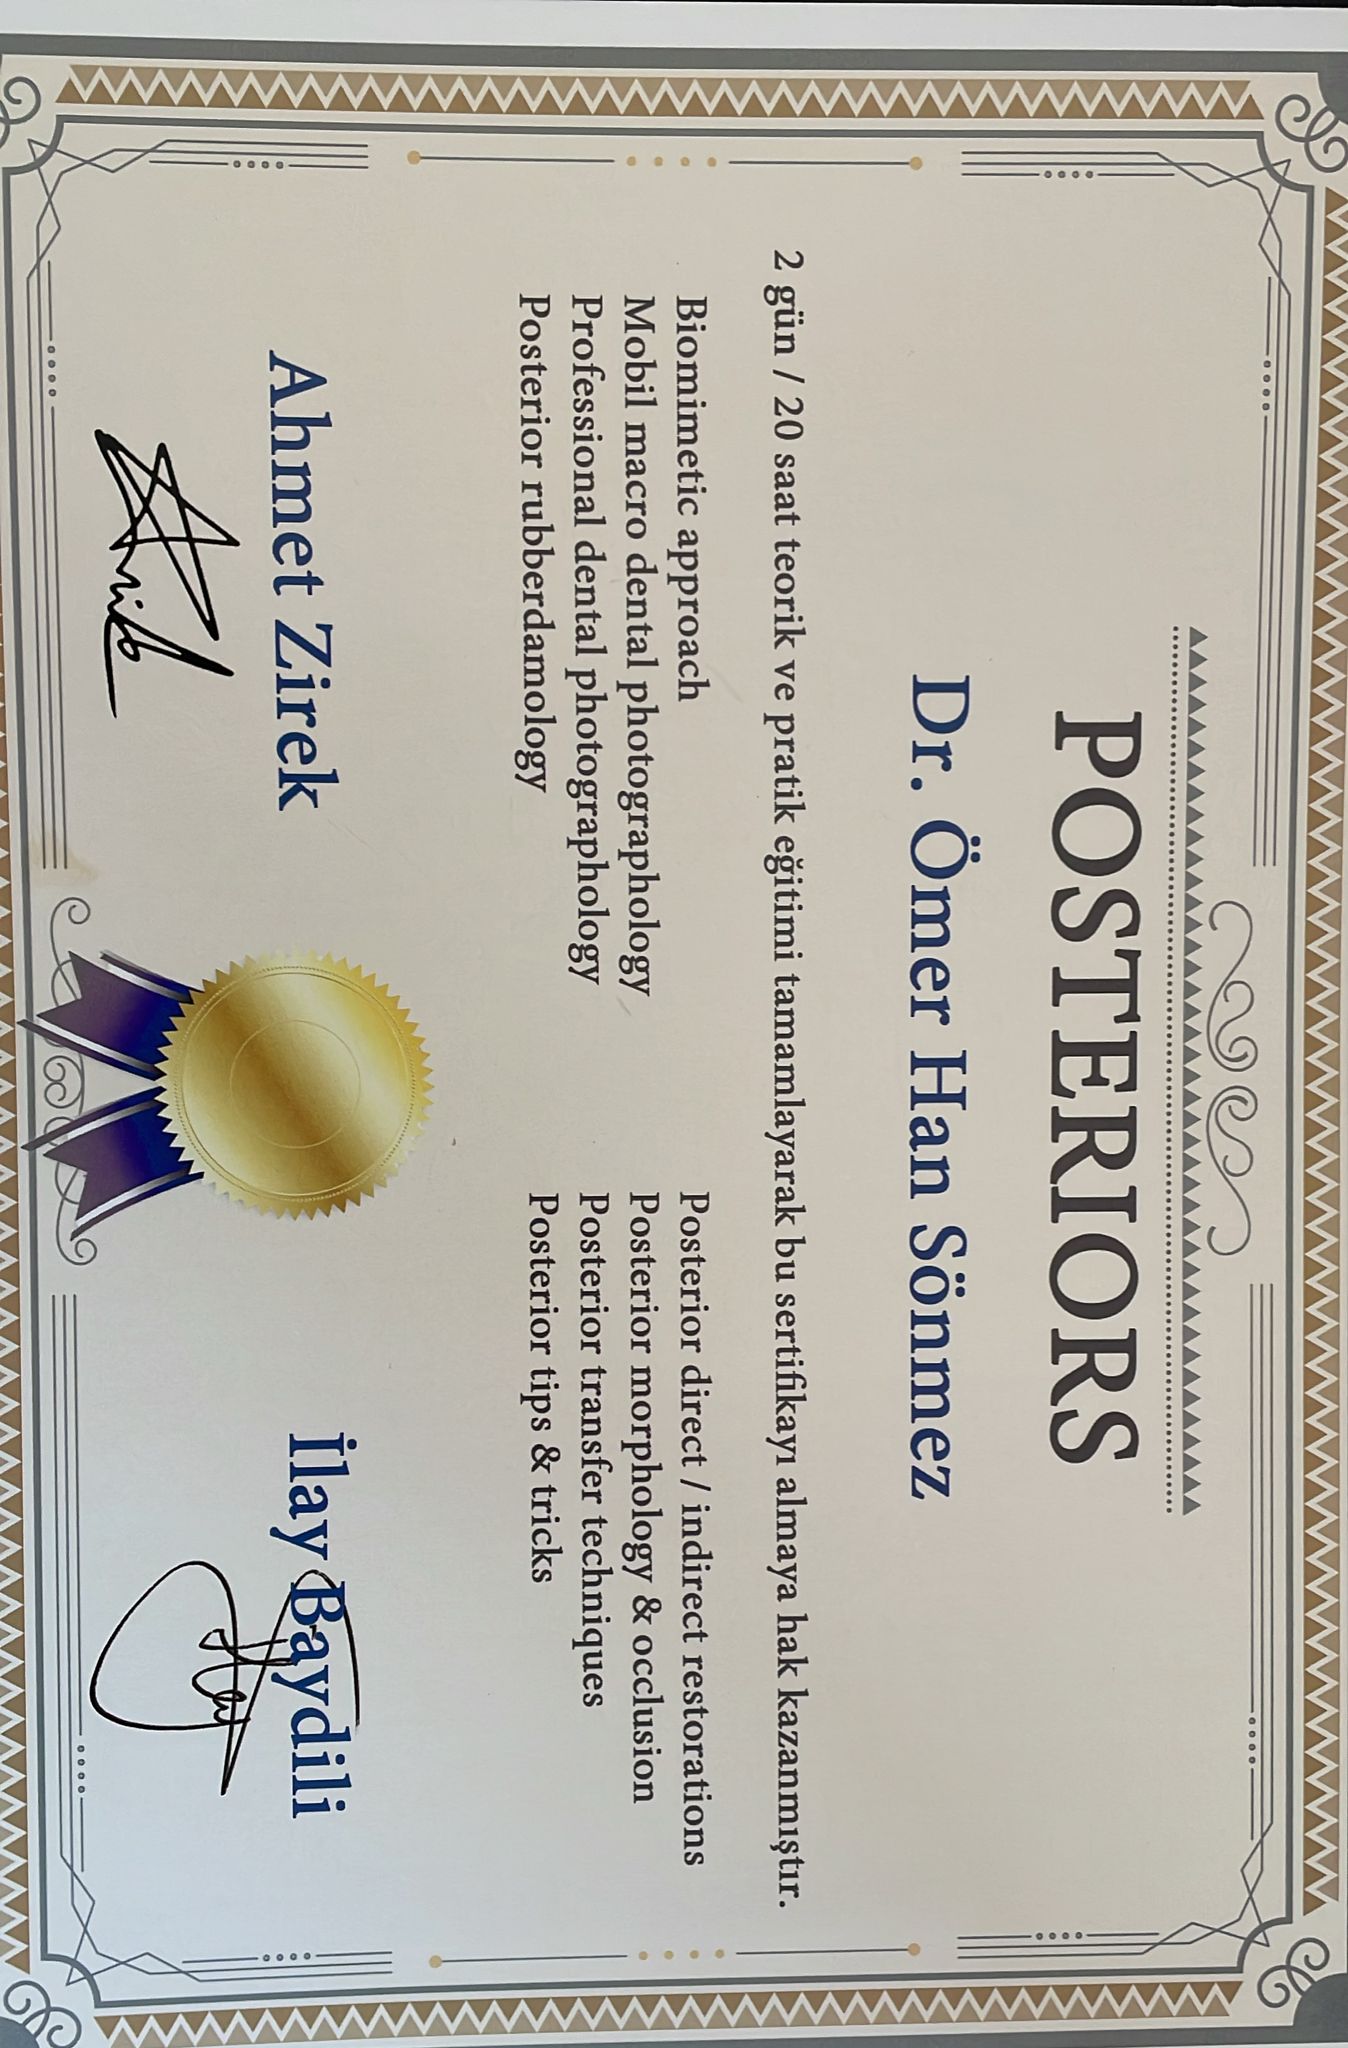 POSTERIORS
Dr. Ömer Han Sönmez
2 gün / 20 saat teorik ve pratik eğitimi tamamlayarak bu sertifikayı almaya hak kazanmıştır.
Biomimetic approach
Mobil macro dental photographology
Professional dental photographology
Posterior rubberdamology
Posterior direct / indirect restorations
Posterior morphology & occlusion
Posterior transfer techniques
Posterior tips & tricks
Ahmet Zirek
İlay Baydili